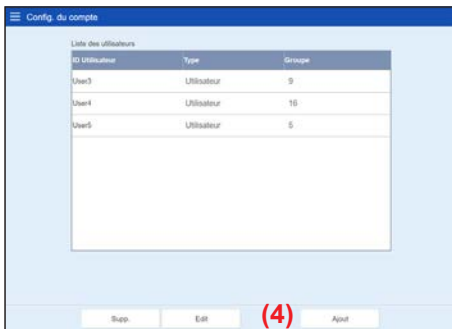 Config. du compte
Liste des utilisateurs
ID Utilisateur Type Groupe
User3 Utilisateur 9
User4 Utilisateur 16
User5 Utilisateur 5
Supp. Edit (4) Ajout